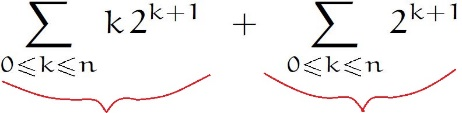 ∑ k 2^{k+1} + ∑ 2^{k+1}
0⩽k⩽n 0⩽k⩽n